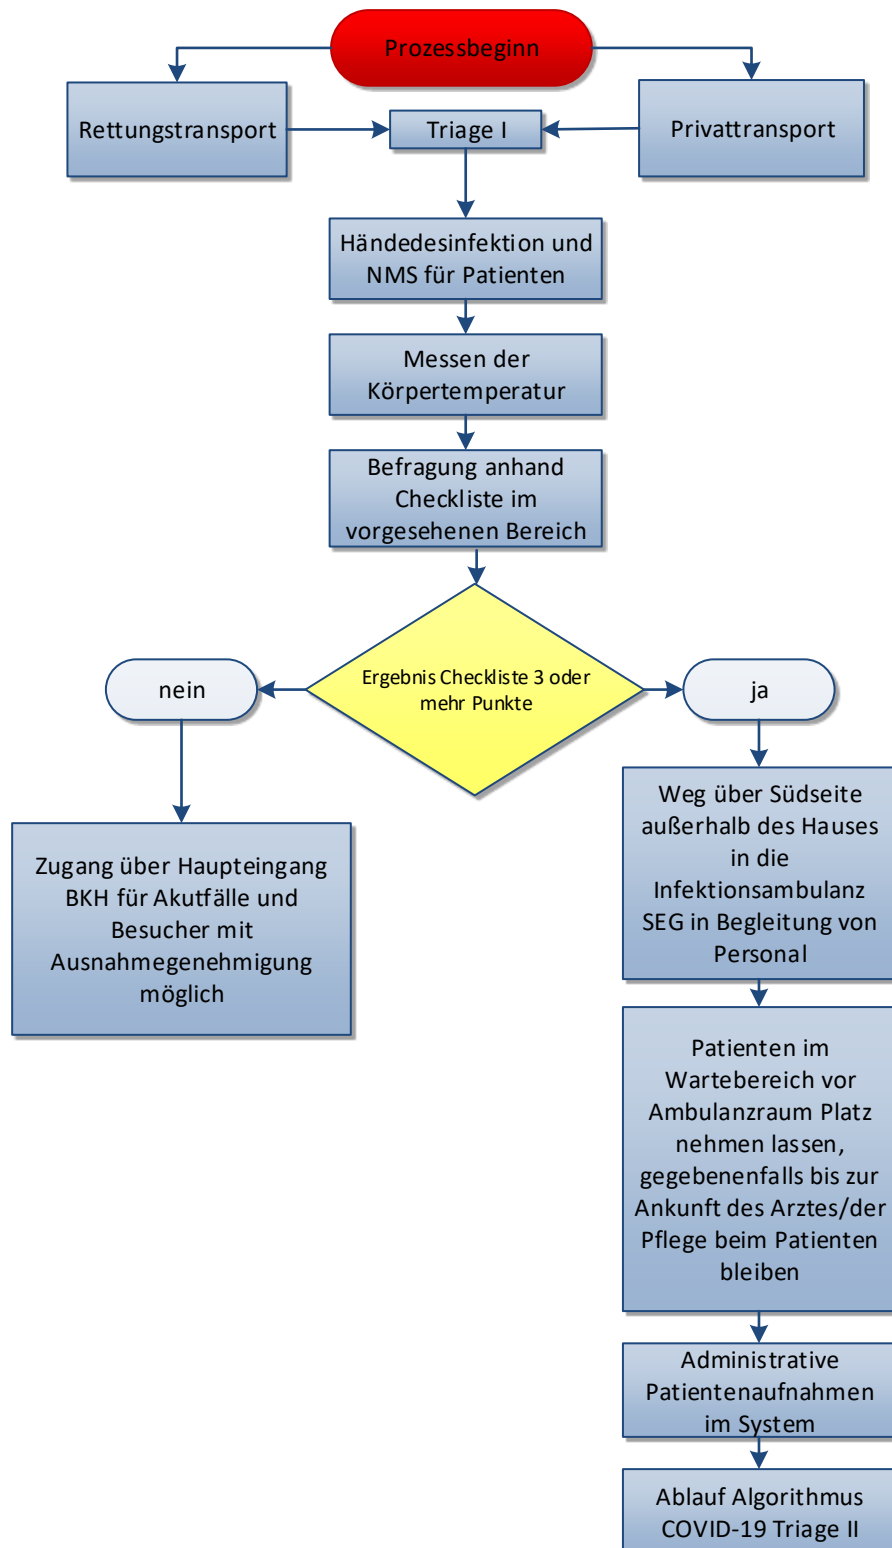 Prozessbeginn
Rettungstransport
Triage I
Privattransport
Händedesinfektion und
NMS für Patienten
Messen der
Körpertemperatur
Befragung anhand
Checkliste im
vorgesehenen Bereich
nein
Ergebnis Checkliste 3 oder
mehr Punkte
ja
Zugang über Haupteingang
BKH für Akutfälle und
Besucher mit
Ausnahmegenehmigung
möglich
Weg über Südseite
außerhalb des Hauses
in die
Infektionsambulanz
SEG in Begleitung von
Personal
Patienten im
Wartebereich vor
Ambulanzraum Platz
nehmen lassen,
gegebenenfalls bis zur
Ankunft des Arztes/der
Pflege beim Patienten
bleiben
Administrative
Patientenaufnahmen
im System
Ablauf Algorithmus
COVID-19 Triage II